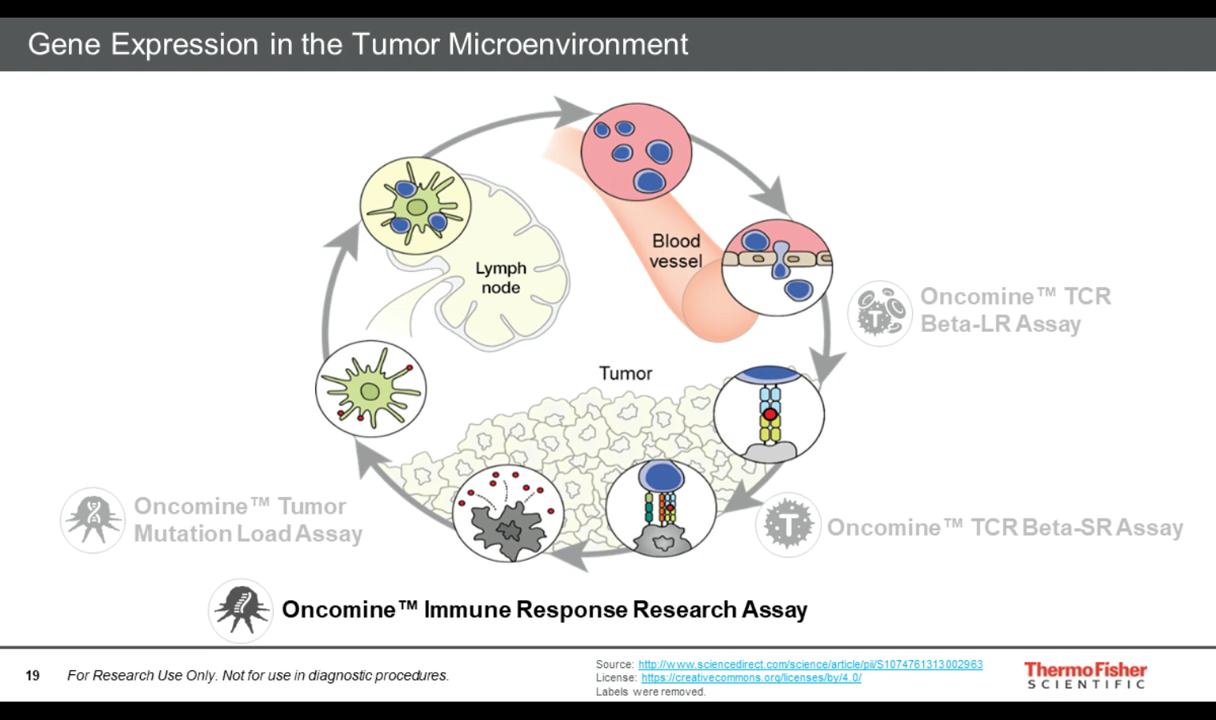 Gene Expression in the Tumor Microenvironment
Blood
vessel
Lymph
node
Oncomine™ TCR
Beta-LR Assay
Tumor
Oncomine™ Tumor
Mutation Load Assay
T
Oncomine™ TCR Beta-SR Assay
T
Oncomine™ Immune Response Research Assay
19
For Research Use Only. Not for use in diagnostic procedures.
Source: http://www.sciencedirect.com/science/article/pii/S1074761313002963
License: https://creativecommons.org/licenses/by/4.0/
Labels were removed.
ThermoFisher
SCIENTIFIC